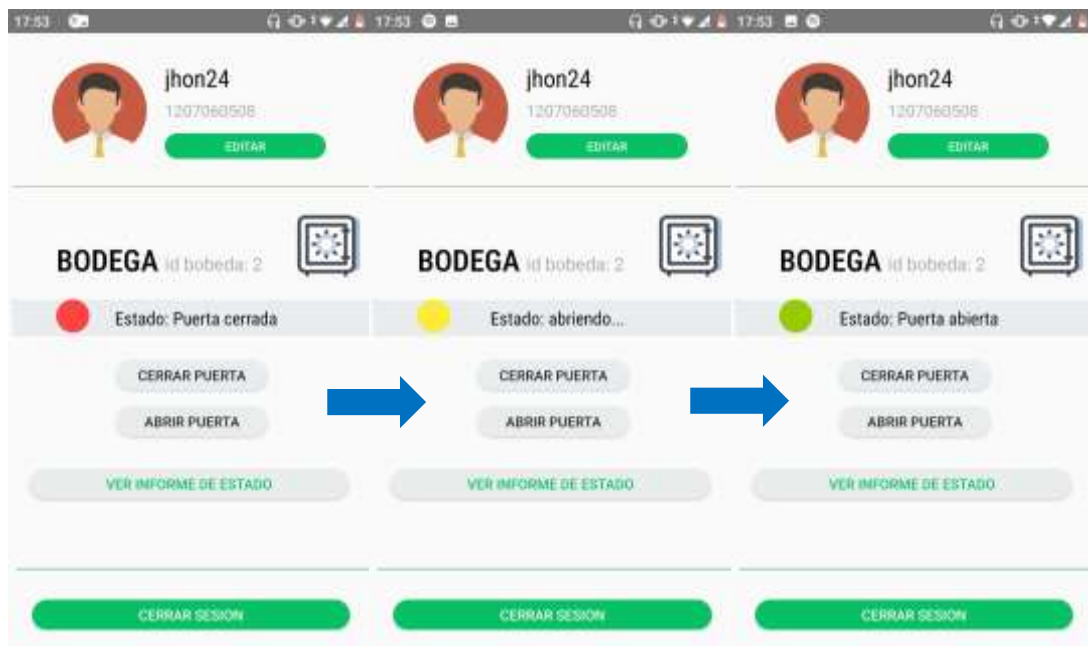 17:53
jhon24
1207060508
EDITAR
BODEGA id bobeda: 2
Estado: Puerta cerrada
CERRAR PUERTA
ABRIR PUERTA
VER INFORME DE ESTADO
CERRAR SESION
17:53
jhon24
1207060508
EDITAR
BODEGA id bobeda: 2
Estado: abriendo...
CERRAR PUERTA
ABRIR PUERTA
VER INFORME DE ESTADO
CERRAR SESION
17:53
jhon24
1207060508
EDITAR
BODEGA id bobeda: 2
Estado: Puerta abierta
CERRAR PUERTA
ABRIR PUERTA
VER INFORME DE ESTADO
CERRAR SESION